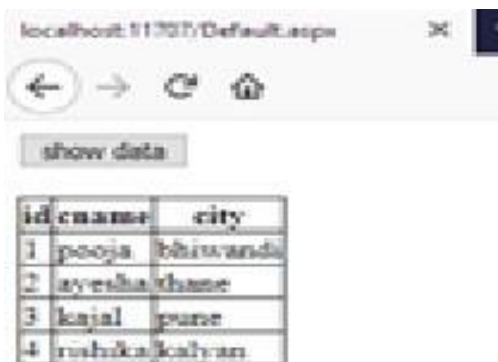 localhost:11707/Default.aspx
show data
id cname city
1 pooja bhiwandi
2 ayesha thane
3 kajal pune
4 rishika kalyan